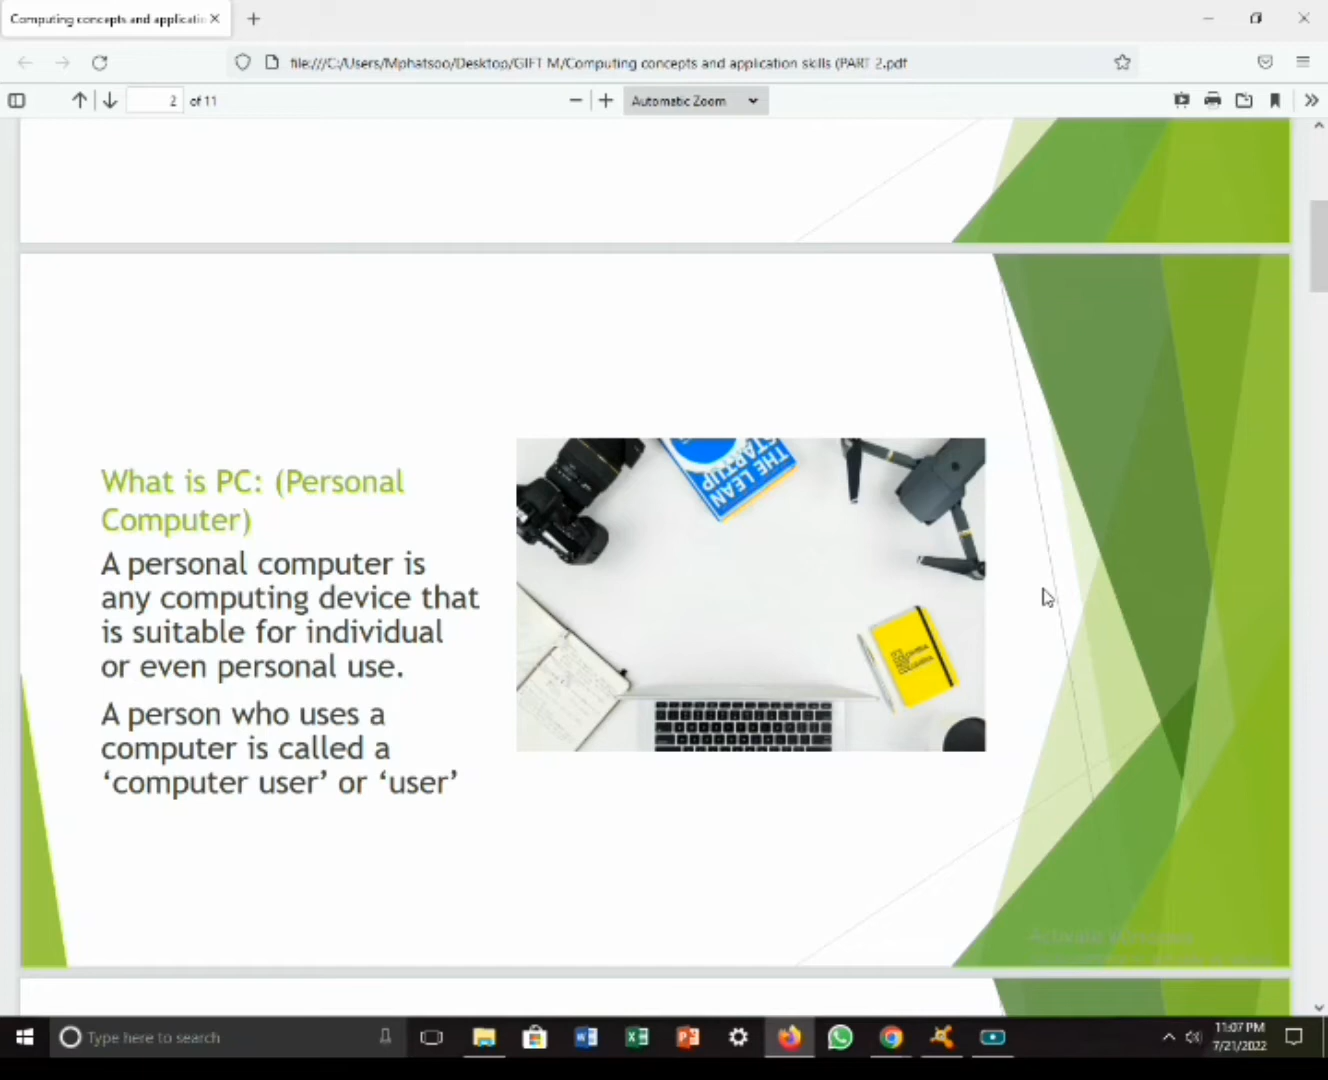 Computing concepts and applicati
file:///C:/Users/Mphatsoo/Desktop/GIFT M/Computing concepts and application skills (PART 2.pdf
2 of 11
Automatic Zoom
What is PC: (Personal
Computer)
A personal computer is
any computing device that
is suitable for individual
or even personal use.
A person who uses a
computer is called a
‘computer user’ or ‘user’
THE LEAN
STARTUP
Activate Windows
Type here to search
11:07 PM
7/21/2022